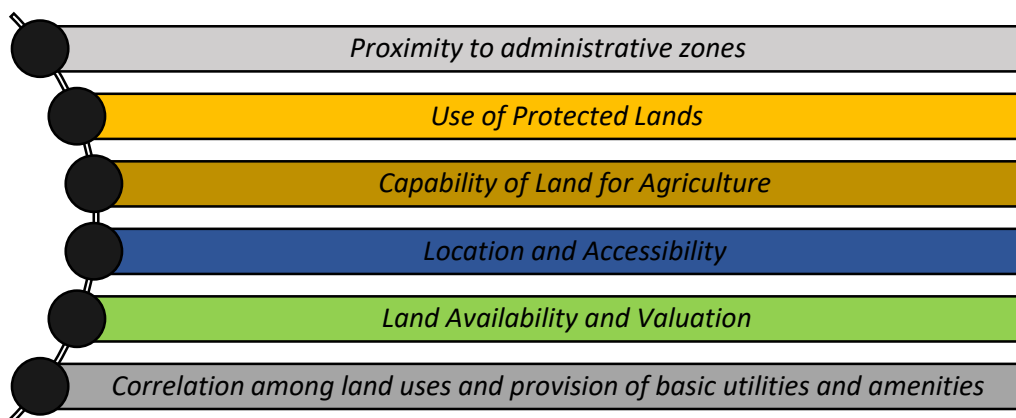 Proximity to administrative zones
Use of Protected Lands
Capability of Land for Agriculture
Location and Accessibility
Land Availability and Valuation
Correlation among land uses and provision of basic utilities and amenities